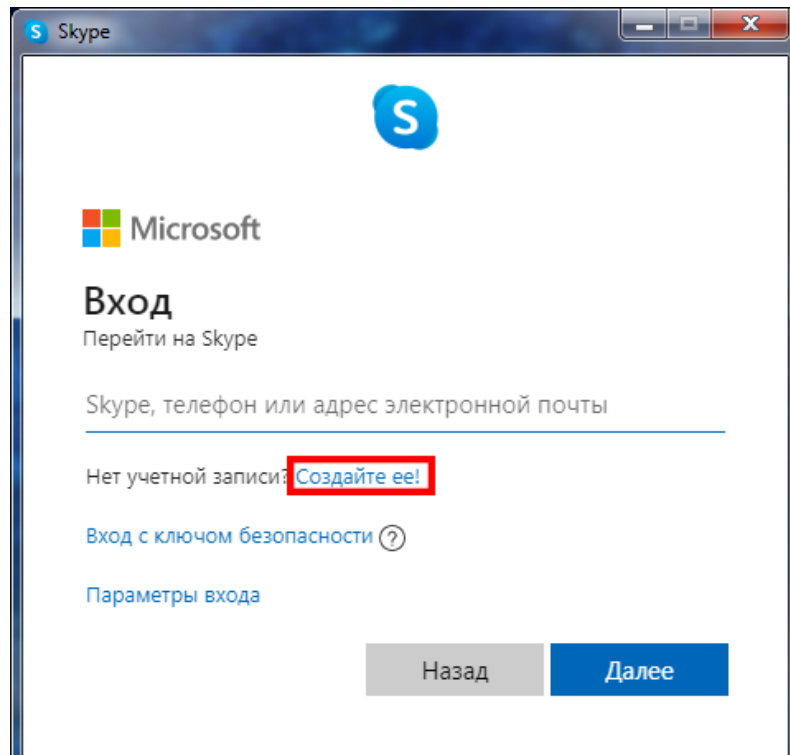 Skype
Microsoft
Вход
Перейти на Skype
Skype, телефон или адрес электронной почты
Нет учетной записи? Создайте ее!
Вход с ключом безопасности ?
Параметры входа
Назад Далее